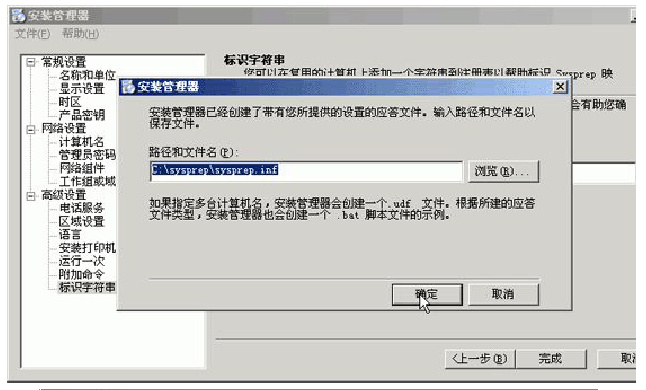 安装管理器
文件(F) 帮助(H)
常规设置
名称和单位
显示设置
时区
产品密钥
网络设置
计算机名
管理员密码
网络组件
工作组或域
高级设置
电话服务
区域设置
语言
安装打印机
运行一次
附加命令
标识字符串
标识字符串
您可以在复用的计算机上添加一个字符串到注册表以帮助标识 Sysprep 映
会有助您确
安装管理器
安装管理器已经创建了带有您所提供的设置的应答文件。输入路径和文件名以
保存文件。
路径和文件名(P):
C:\sysprep\sysprep.inf
浏览(R)...
如果指定多台计算机名，安装管理器会创建一个.udf 文件。根据所建的应答
文件类型，安装管理器也会创建一个 .bat 脚本文件的示例。
确定 取消
<上一步(B) 完成